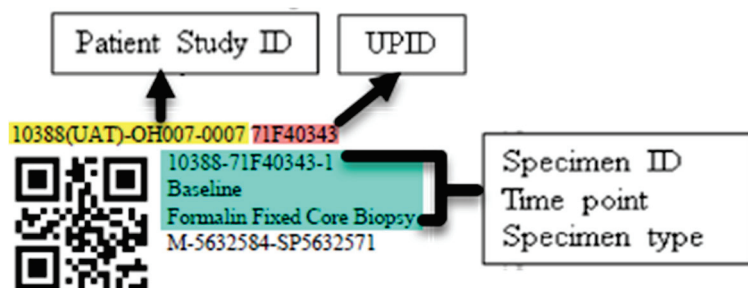 Patient Study ID
UPID
10388(UAT)-OH007-0007 71F40343
10388-71F40343-1
Baseline
Formalin Fixed Core Biopsy
M-5632584-SP5632571
Specimen ID
Time point
Specimen type